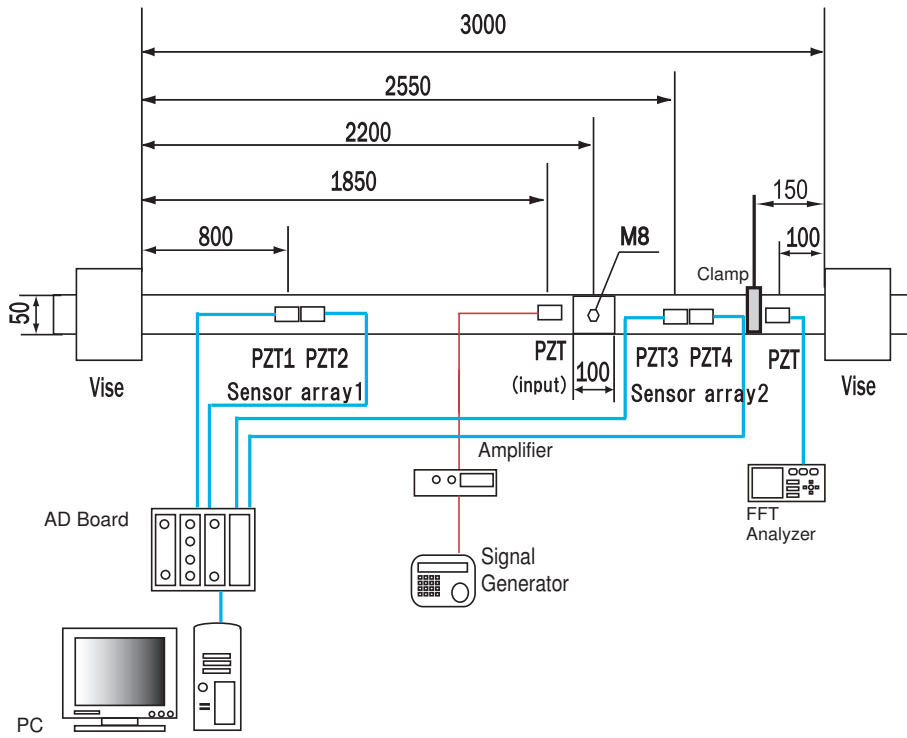 3000
2550
2200
1850
150
800
M8
100
Clamp
50
PZT1 PZT2
PZT
(input)
100
PZT3 PZT4
PZT
Vise
Sensor array1
Sensor array2
Vise
Amplifier
AD Board
FFT
Analyzer
Signal
Generator
PC